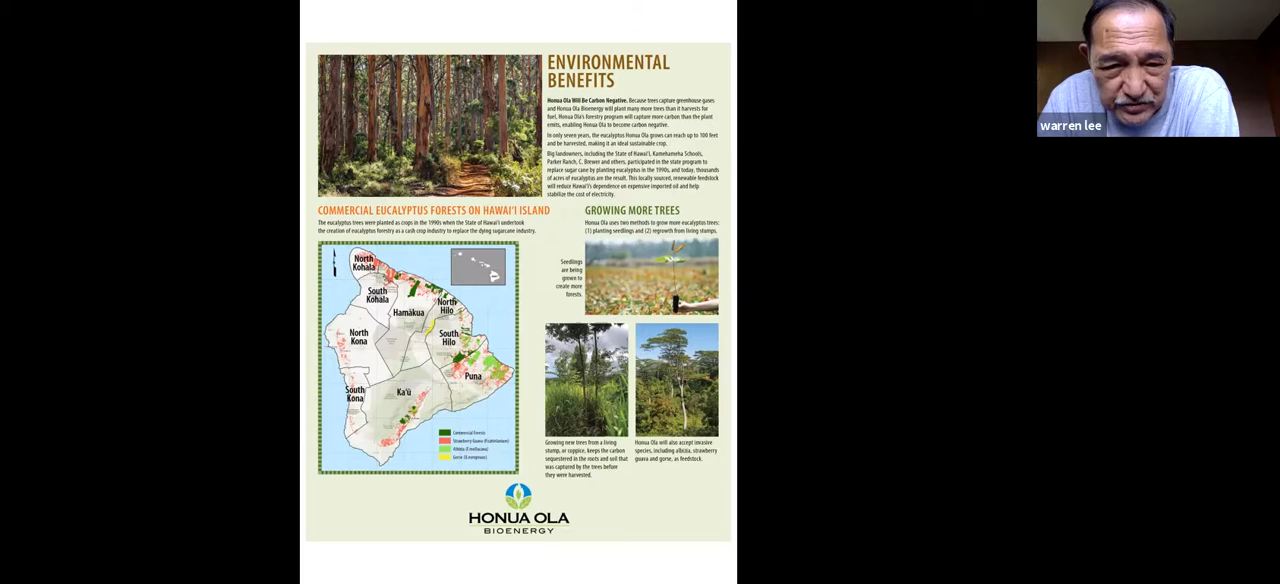 ENVIRONMENTAL
BENEFITS
Honua Ola Will Be Carbon Negative. Because trees capture greenhouse gases
and Honua Ola Bioenergy will plant many more trees than it harvests for
fuel, Honua Ola's forestry program will capture more carbon than the plant
emits, enabling Honua Ola to become carbon negative.
In only seven years, the eucalyptus Honua Ola grows can reach up to 100 feet
and be harvested, making it an ideal sustainable crop.
Big landowners, including the State of Hawai'i, Kamehameha Schools,
Parker Ranch, C. Brewer and others, participated in the state program to
replace sugar cane by planting eucalyptus in the 1990s, and today, thousands
of acres of eucalyptus are the result. This locally sourced, renewable feedstock
will reduce Hawai'i's dependence on expensive imported oil and help
stabilize the cost of electricity.
COMMERCIAL EUCALYPTUS FORESTS ON HAWAI'I ISLAND
The eucalyptus trees were planted as crops in the 1990s when the State of Hawai'i undertook
the creation of eucalyptus forestry as a cash crop industry to replace the dying sugarcane industry.
North
Kohala
South
Kohala
Hamākua
North
Hilo
North
Kona
South
Hilo
Puna
South
Kona
Ka'ū
Commercial Forests
Strawberry Guava
Albizia
Gorse
GROWING MORE TREES
Honua Ola uses two methods to grow more eucalyptus trees:
(1) planting seedlings and (2) regrowth from living stumps.
Seedlings
are being
grown to
create more
forests.
Growing new trees from a living
stump, or coppice, keeps the carbon
sequestered in the roots and soil that
was captured by the trees before
they were harvested.
Honua Ola will also accept invasive
species, including albizia, strawberry
guava and gorse, as feedstock.
HONUA OLA
BIOENERGY
warren lee